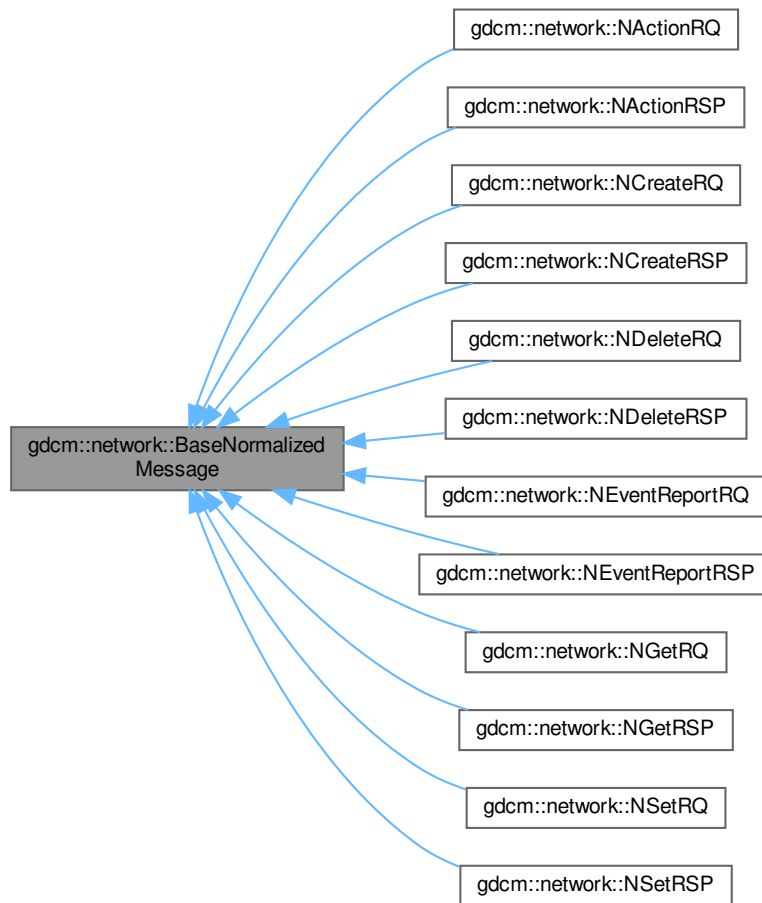 gdcm::network::NActionRQ
gdcm::network::NActionRSP
gdcm::network::NCreateRQ
gdcm::network::NCreateRSP
gdcm::network::NDeleteRQ
gdcm::network::NDeleteRSP
gdcm::network::BaseNormalized
Message
gdcm::network::NEventReportRQ
gdcm::network::NEventReportRSP
gdcm::network::NGetRQ
gdcm::network::NGetRSP
gdcm::network::NSetRQ
gdcm::network::NSetRSP